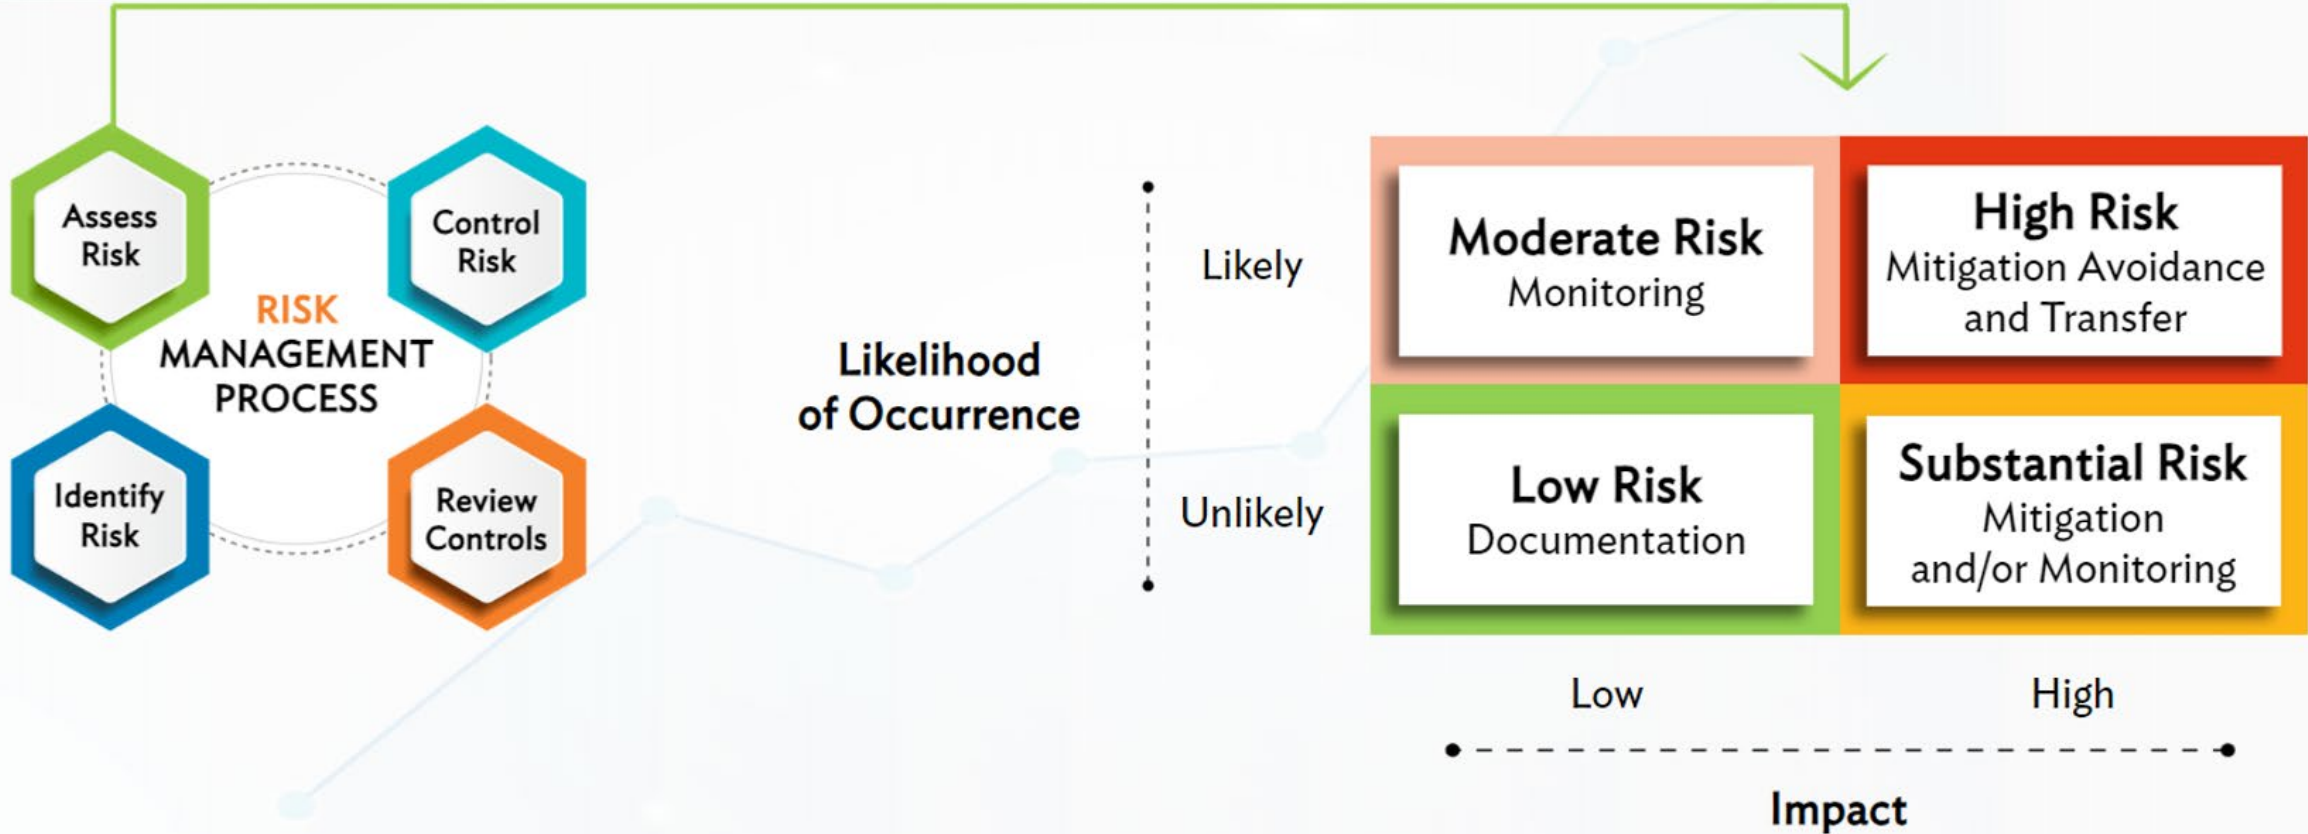 Assess
Risk
Control
Risk
RISK
MANAGEMENT
PROCESS
Identify
Risk
Review
Controls
Likelihood
of Occurrence
Likely
Unlikely
Moderate Risk
Monitoring
High Risk
Mitigation Avoidance
and Transfer
Low Risk
Documentation
Substantial Risk
Mitigation
and/or Monitoring
Low
High
Impact